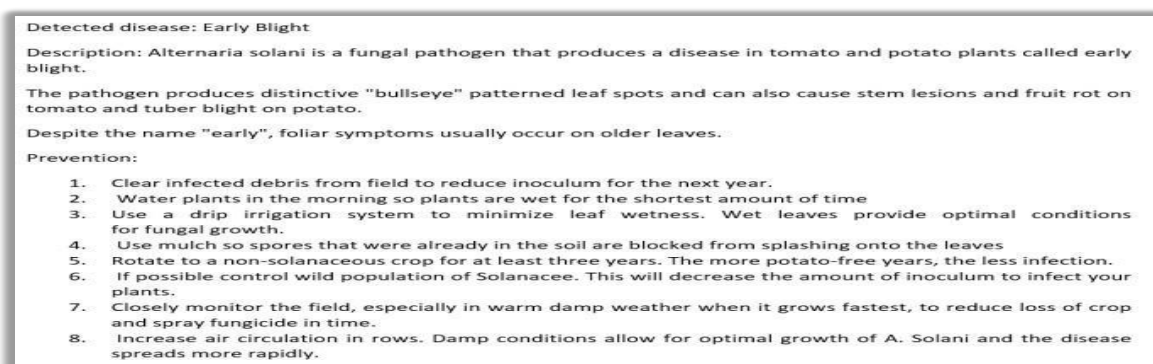 Detected disease: Early Blight
Description: Alternaria solani is a fungal pathogen that produces a disease in tomato and potato plants called early
blight.
The pathogen produces distinctive "bullseye" patterned leaf spots and can also cause stem lesions and fruit rot on
tomato and tuber blight on potato.
Despite the name "early", foliar symptoms usually occur on older leaves.
Prevention:
1. Clear infected debris from field to reduce inoculum for the next year.
2. Water plants in the morning so plants are wet for the shortest amount of time
3. Use a drip irrigation system to minimize leaf wetness. Wet leaves provide optimal conditions
for fungal growth.
4. Use mulch so spores that were already in the soil are blocked from splashing onto the leaves
5. Rotate to a non-solanaceous crop for at least three years. The more potato-free years, the less infection.
6. If possible control wild population of Solanacee. This will decrease the amount of inoculum to infect your
plants.
7. Closely monitor the field, especially in warm damp weather when it grows fastest, to reduce loss of crop
and spray fungicide in time.
8. Increase air circulation in rows. Damp conditions allow for optimal growth of A. Solani and the disease
spreads more rapidly.